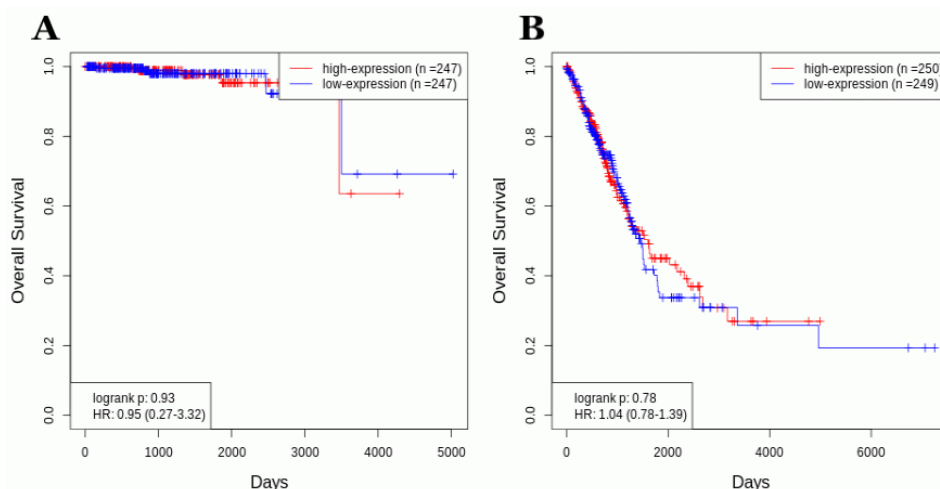 A
B
high-expression (n =247)
low-expression (n =247)
high-expression (n =250)
low-expression (n =249)
Overall Survival
1.0
0.8
0.6
0.4
0.2
0.0
logrank p: 0.93
HR: 0.95 (0.27-3.32)
0 1000 2000 3000 4000 5000
Days
Overall Survival
1.0
0.8
0.6
0.4
0.2
0.0
logrank p: 0.78
HR: 1.04 (0.78-1.39)
0 2000 4000 6000
Days